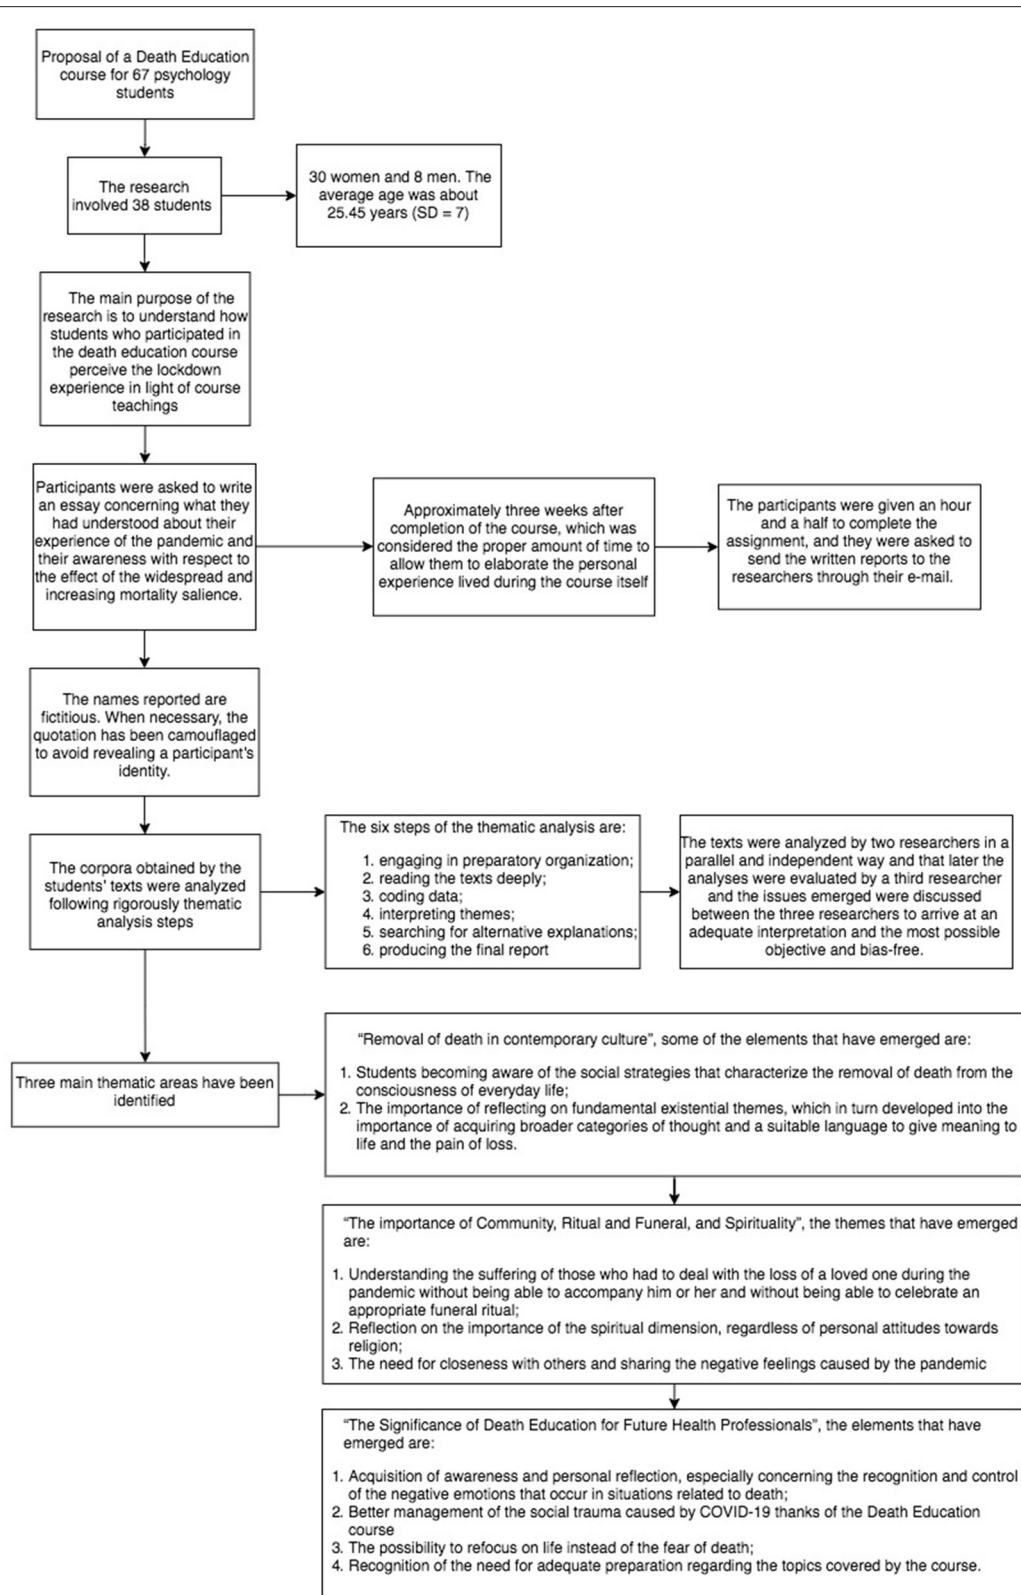 Proposal of a Death Education
course for 67 psychology
students
The research
involved 38 students
30 women and 8 men. The
average age was about
25.45 years (SD = 7)
The main purpose of the
research is to understand how
students who participated in
the death education course
perceive the lockdown
experience in light of course
teachings
Participants were asked to write
an essay concerning what they
had understood about their
experience of the pandemic and
their awareness with respect to
the effect of the widespread and
increasing mortality salience.
Approximately three weeks after
completion of the course, which was
considered the proper amount of time to
allow them to elaborate the personal
experience lived during the course itself
The participants were given an hour
and a half to complete the
assignment, and they were asked to
send the written reports to the
researchers through their e-mail.
The names reported are
fictitious. When necessary, the
quotation has been camouflaged
to avoid revealing a participant's
identity.
The corpora obtained by the
students' texts were analyzed
following rigorously thematic
analysis steps
The six steps of the thematic analysis are:
1. engaging in preparatory organization;
2. reading the texts deeply;
3. coding data;
4. interpreting themes;
5. searching for alternative explanations;
6. producing the final report
The texts were analyzed by two researchers in a
parallel and independent way and that later the
analyses were evaluated by a third researcher
and the issues emerged were discussed
between the three researchers to arrive at an
adequate interpretation and the most possible
objective and bias-free.
Three main thematic areas have been
identified
“Removal of death in contemporary culture”, some of the elements that have emerged are:
1. Students becoming aware of the social strategies that characterize the removal of death from the
consciousness of everyday life;
2. The importance of reflecting on fundamental existential themes, which in turn developed into the
importance of acquiring broader categories of thought and a suitable language to give meaning to
life and the pain of loss.
“The importance of Community, Ritual and Funeral, and Spirituality”, the themes that have emerged
are:
1. Understanding the suffering of those who had to deal with the loss of a loved one during the
pandemic without being able to accompany him or her and without being able to celebrate an
appropriate funeral ritual;
2. Reflection on the importance of the spiritual dimension, regardless of personal attitudes towards
religion;
3. The need for closeness with others and sharing the negative feelings caused by the pandemic
“The Significance of Death Education for Future Health Professionals”, the elements that have
emerged are:
1. Acquisition of awareness and personal reflection, especially concerning the recognition and control
of the negative emotions that occur in situations related to death;
2. Better management of the social trauma caused by COVID-19 thanks of the Death Education
course
3. The possibility to refocus on life instead of the fear of death;
4. Recognition of the need for adequate preparation regarding the topics covered by the course.